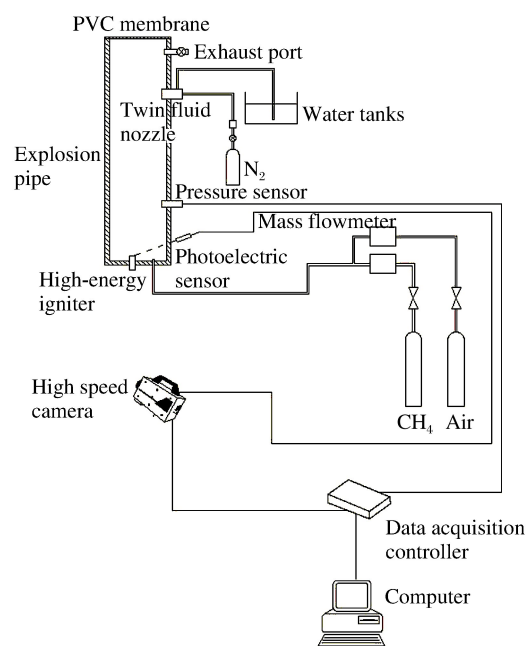 PVC membrane
Exhaust port
Twin fluid
nozzle
Water tanks
Explosion
pipe
N₂
Pressure sensor
Mass flowmeter
Photoelectric
sensor
High-energy
igniter
High speed
camera
CH₄ Air
Data acquisition
controller
Computer